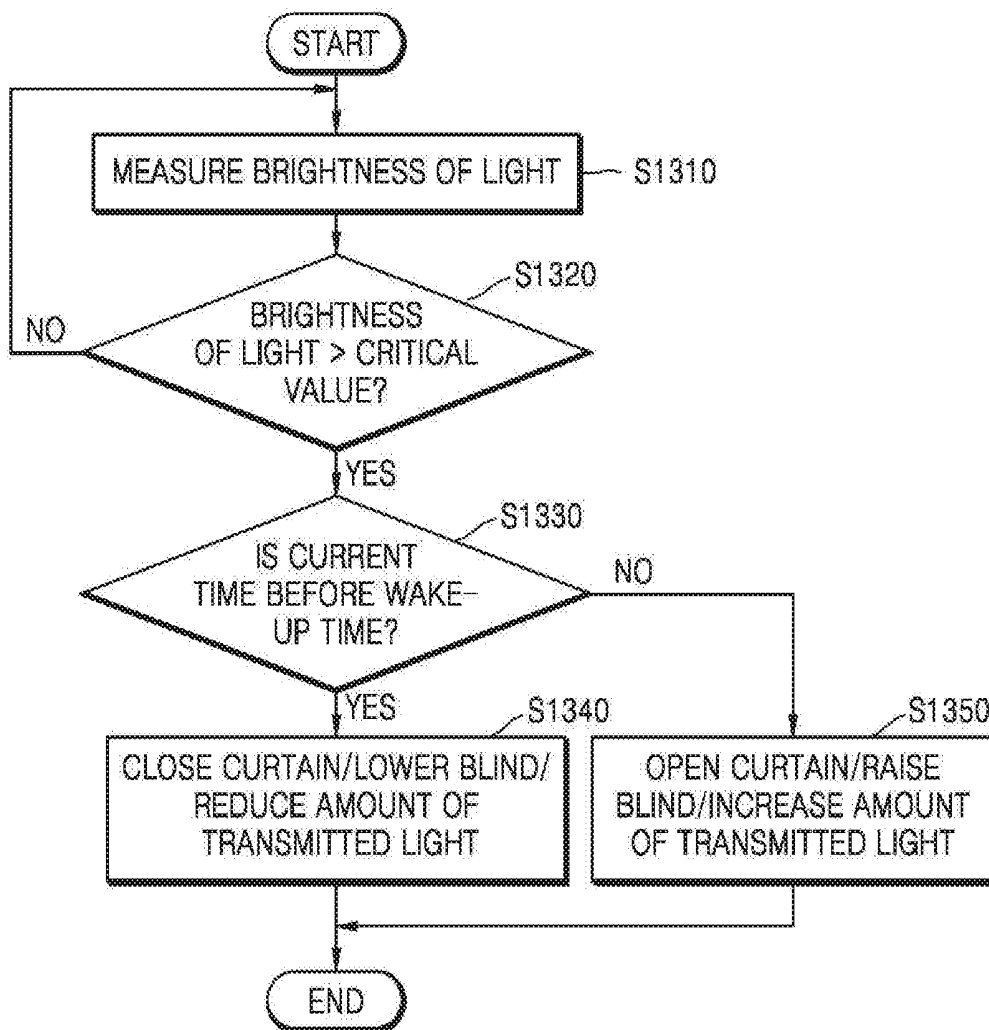 START
MEASURE BRIGHTNESS OF LIGHT
S1310
S1320
BRIGHTNESS
OF LIGHT > CRITICAL
VALUE?
NO
YES
S1330
IS CURRENT
TIME BEFORE WAKE-
UP TIME?
NO
YES
S1340
CLOSE CURTAIN/LOWER BLIND/
REDUCE AMOUNT OF
TRANSMITTED LIGHT
S1350
OPEN CURTAIN/RAISE
BLIND/INCREASE AMOUNT
OF TRANSMITTED LIGHT
END